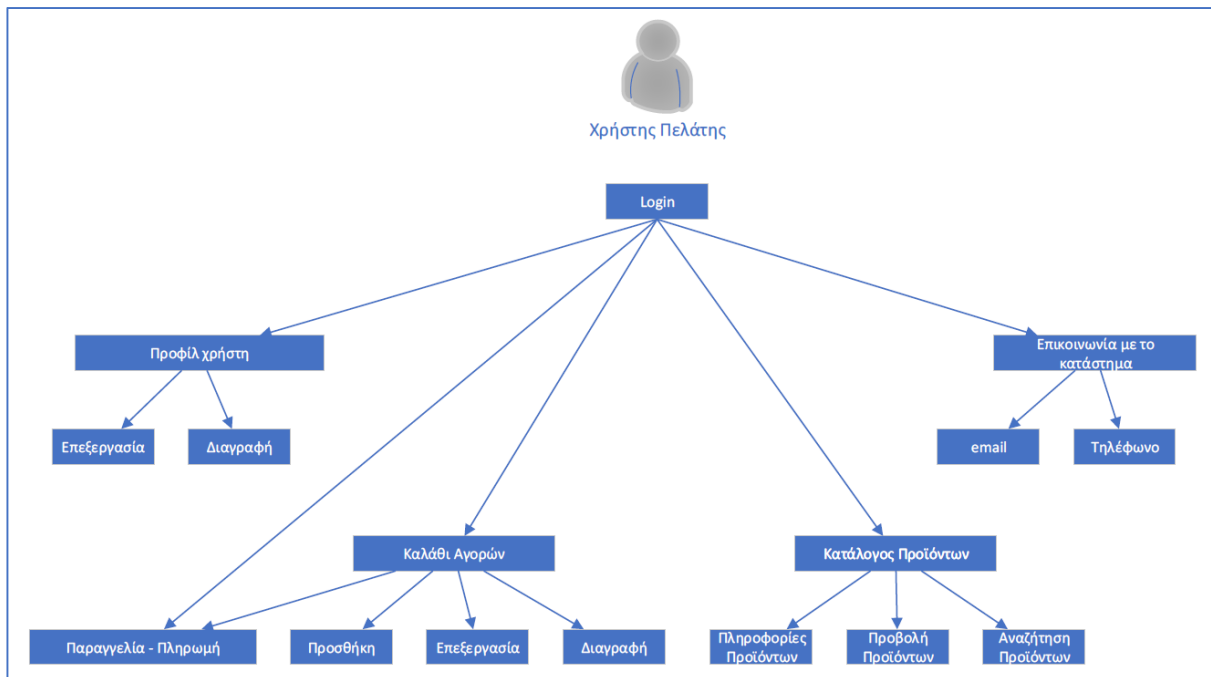 Χρήστης Πελάτης
Login
Προφίλ χρήστη
Επικοινωνία με το
κατάστημα
Επεξεργασία
Διαγραφή
email
Τηλέφωνο
Καλάθι Αγορών
Κατάλογος Προϊόντων
Παραγγελία - Πληρωμή
Προσθήκη
Επεξεργασία
Διαγραφή
Πληροφορίες
Προϊόντων
Προβολή
Προϊόντων
Αναζήτηση
Προϊόντων